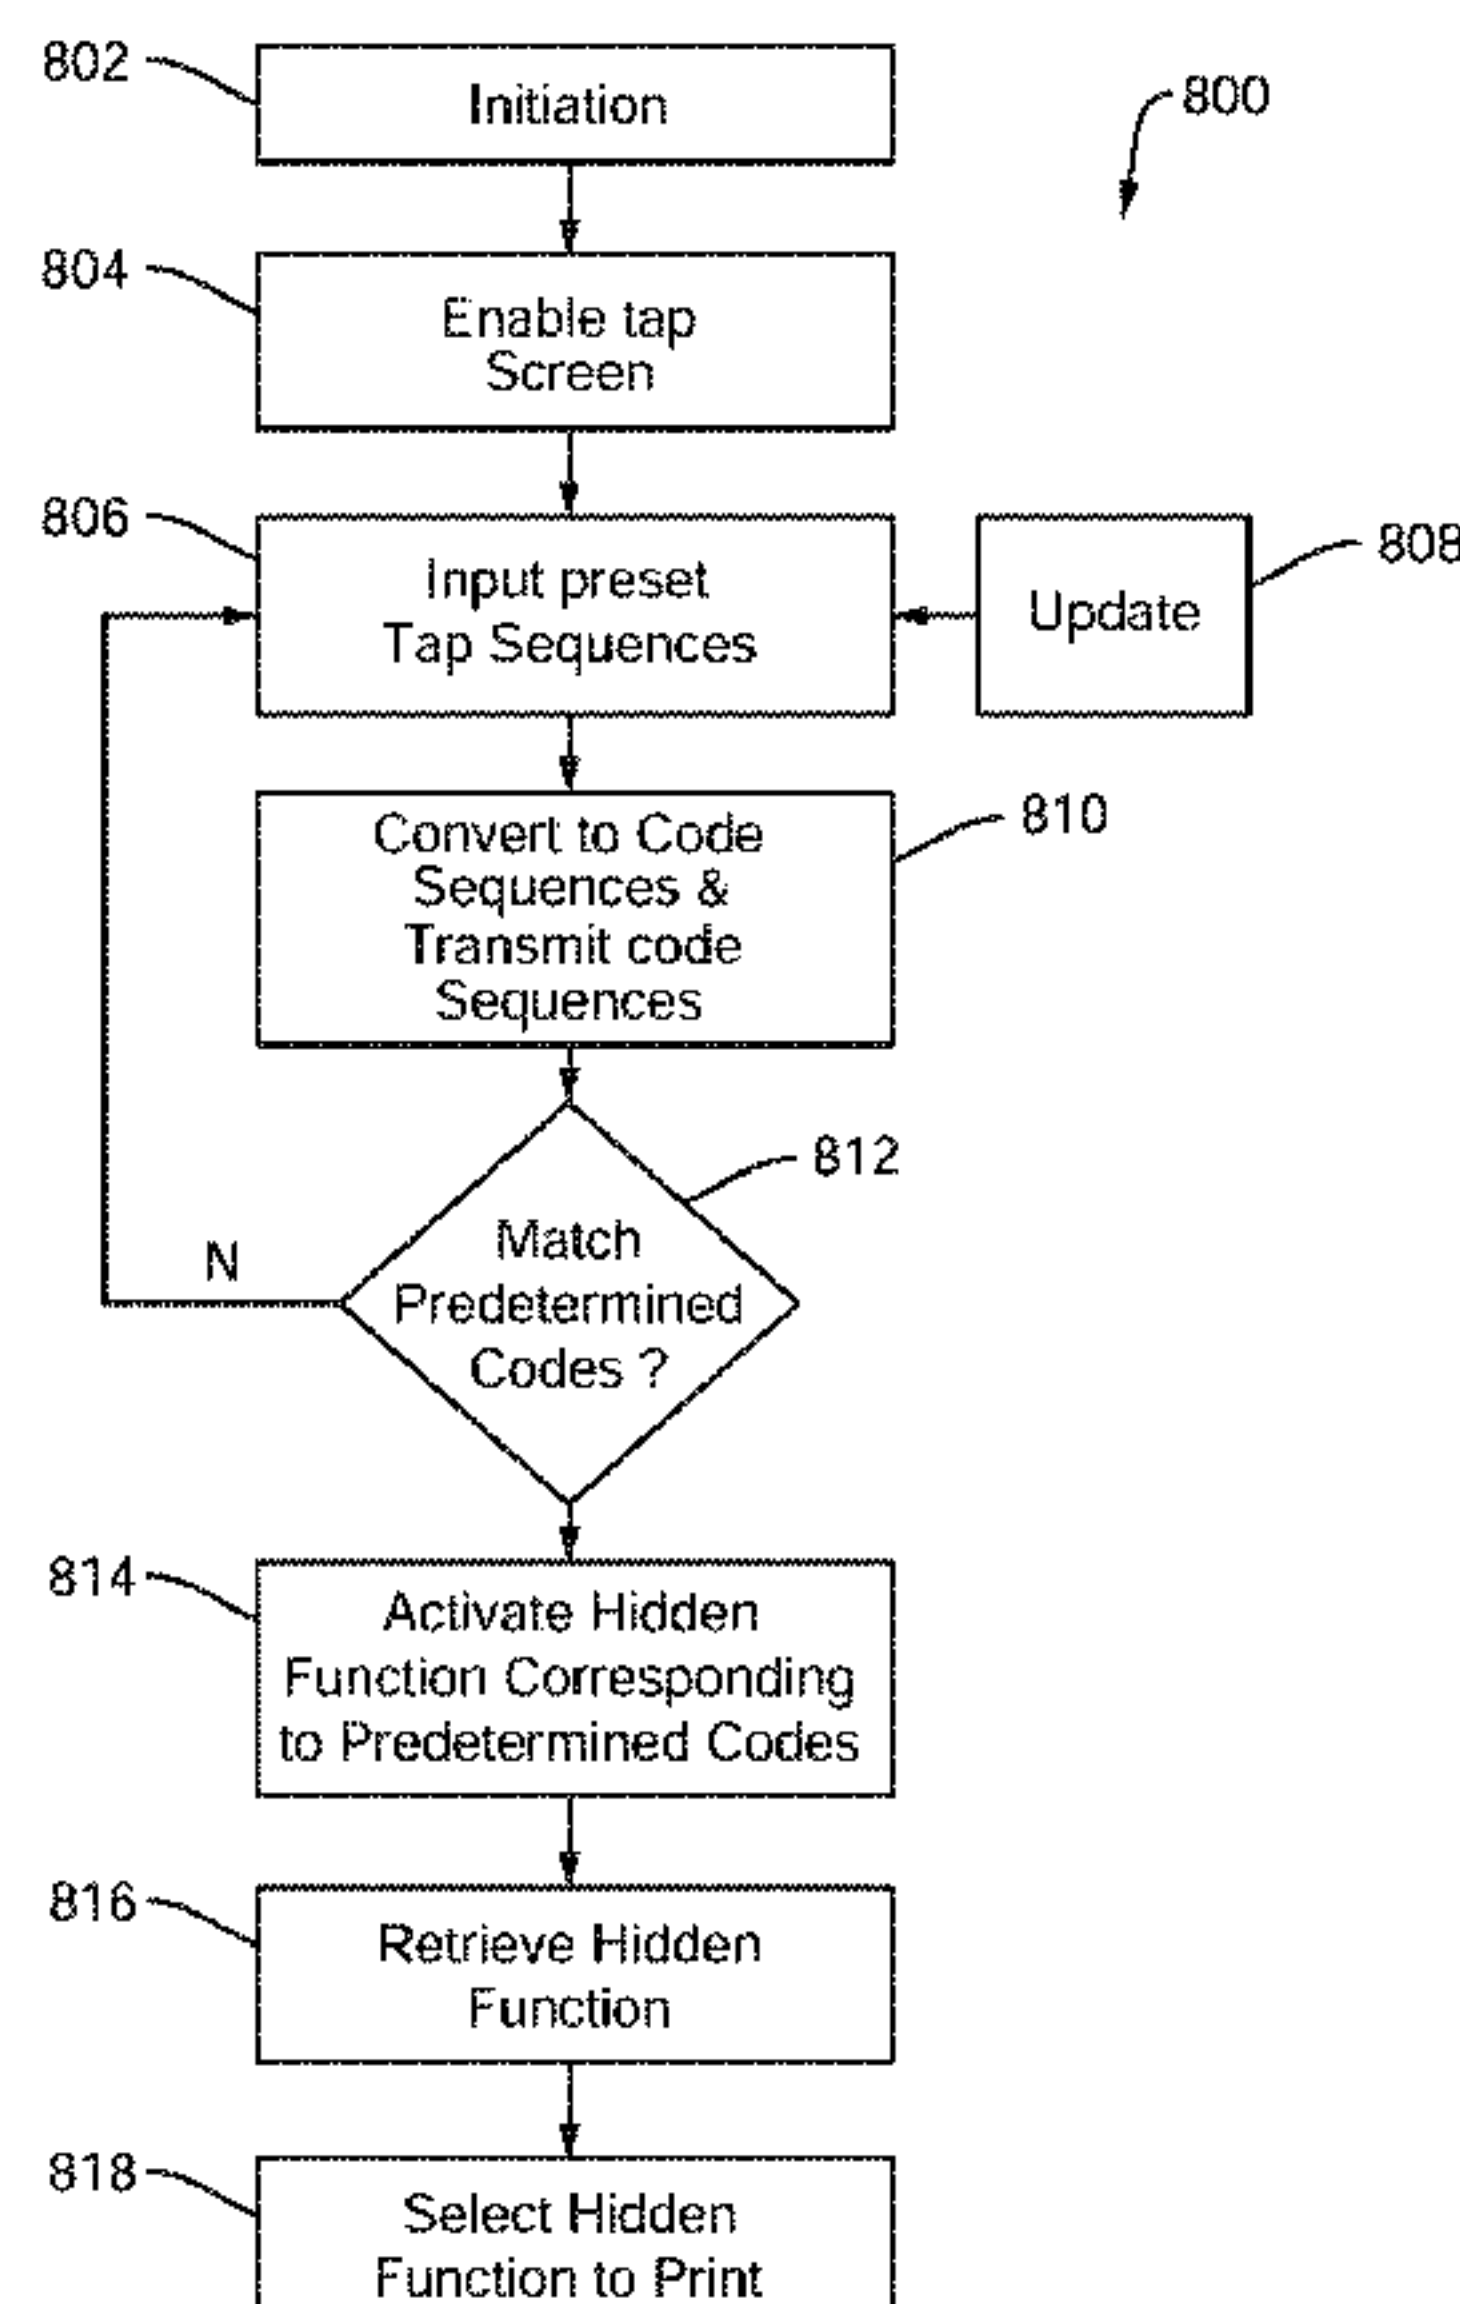 802
Initiation
800
804
Enable tap
Screen
806
Input preset
Tap Sequences
Update
808
810
Convert to Code
Sequences &
Transmit code
Sequences
812
Match
Predetermined
Codes ?
N
814
Activate Hidden
Function Corresponding
to Predetermined Codes
816
Retrieve Hidden
Function
818
Select Hidden
Function to Print